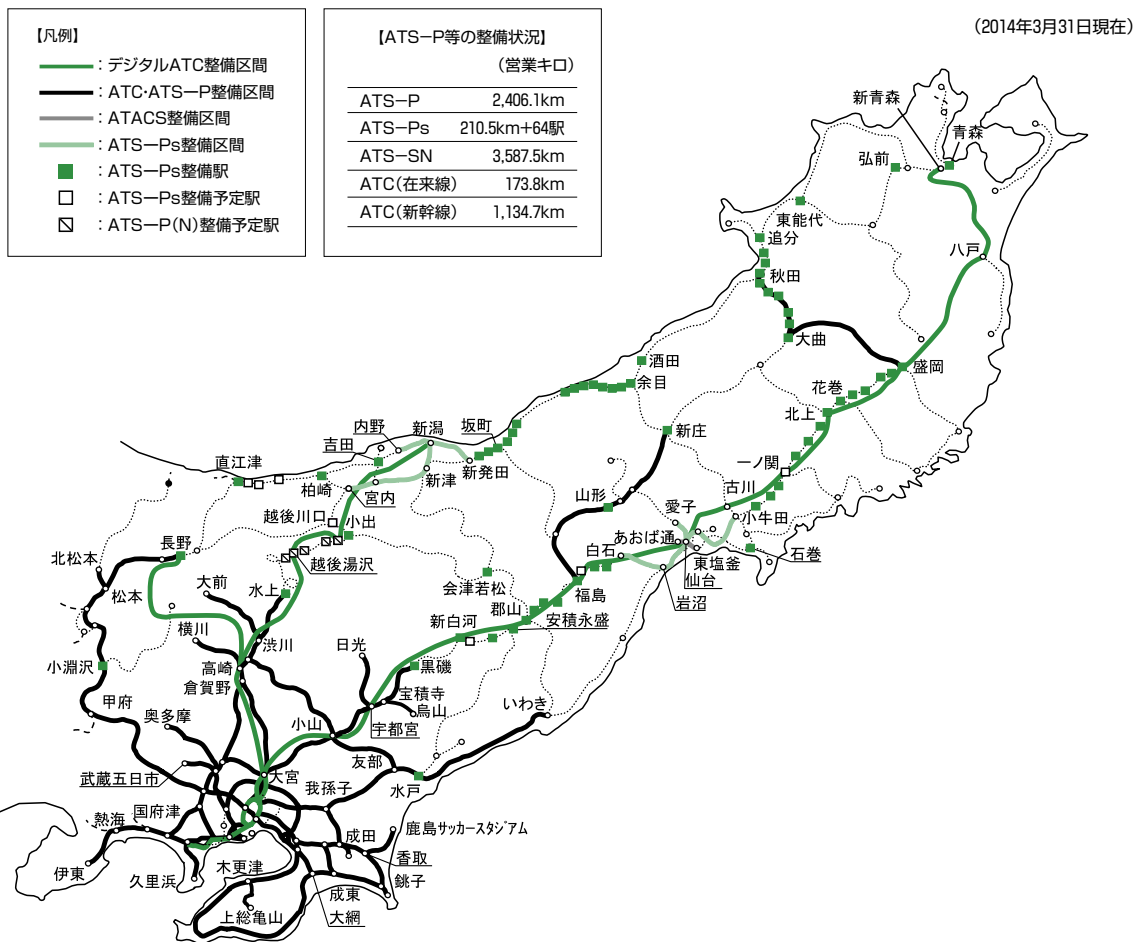 (2014年3月31日現在)
【凡例】
：デジタルATC整備区間
：ATC・ATS－P整備区間
：ATACS整備区間
：ATS－Ps整備区間
：ATS－Ps整備駅
：ATS－Ps整備予定駅
：ATS－P(N)整備予定駅
【ATS－P等の整備状況】
(営業キロ)
ATS－P 2,406.1km
ATS－Ps 210.5km+64駅
ATS－SN 3,587.5km
ATC(在来線) 173.8km
ATC(新幹線) 1,134.7km
新青森
青森
弘前
東能代
追分
八戸
秋田
大曲
盛岡
酒田
余目
花巻
北上
新庄
坂町
内野
新潟
吉田
直江津
柏崎
宮内
新津
新発田
一ノ関
古川
山形
愛子
小牛田
越後川口
小出
あおば通
白石
東塩釜
石巻
仙台
長野
北松本
越後湯沢
大前
水上
会津若松
福島
岩沼
松本
郡山
安積永盛
新白河
横川
渋川
日光
黒磯
小淵沢
高崎
倉賀野
宝積寺
烏山
いわき
甲府
奥多摩
小山
宇都宮
友部
武蔵五日市
大宮
我孫子
水戸
熱海
国府津
成田
鹿島サッカースタジアム
香取
伊東
久里浜
木更津
銚子
成東
上総亀山
大網